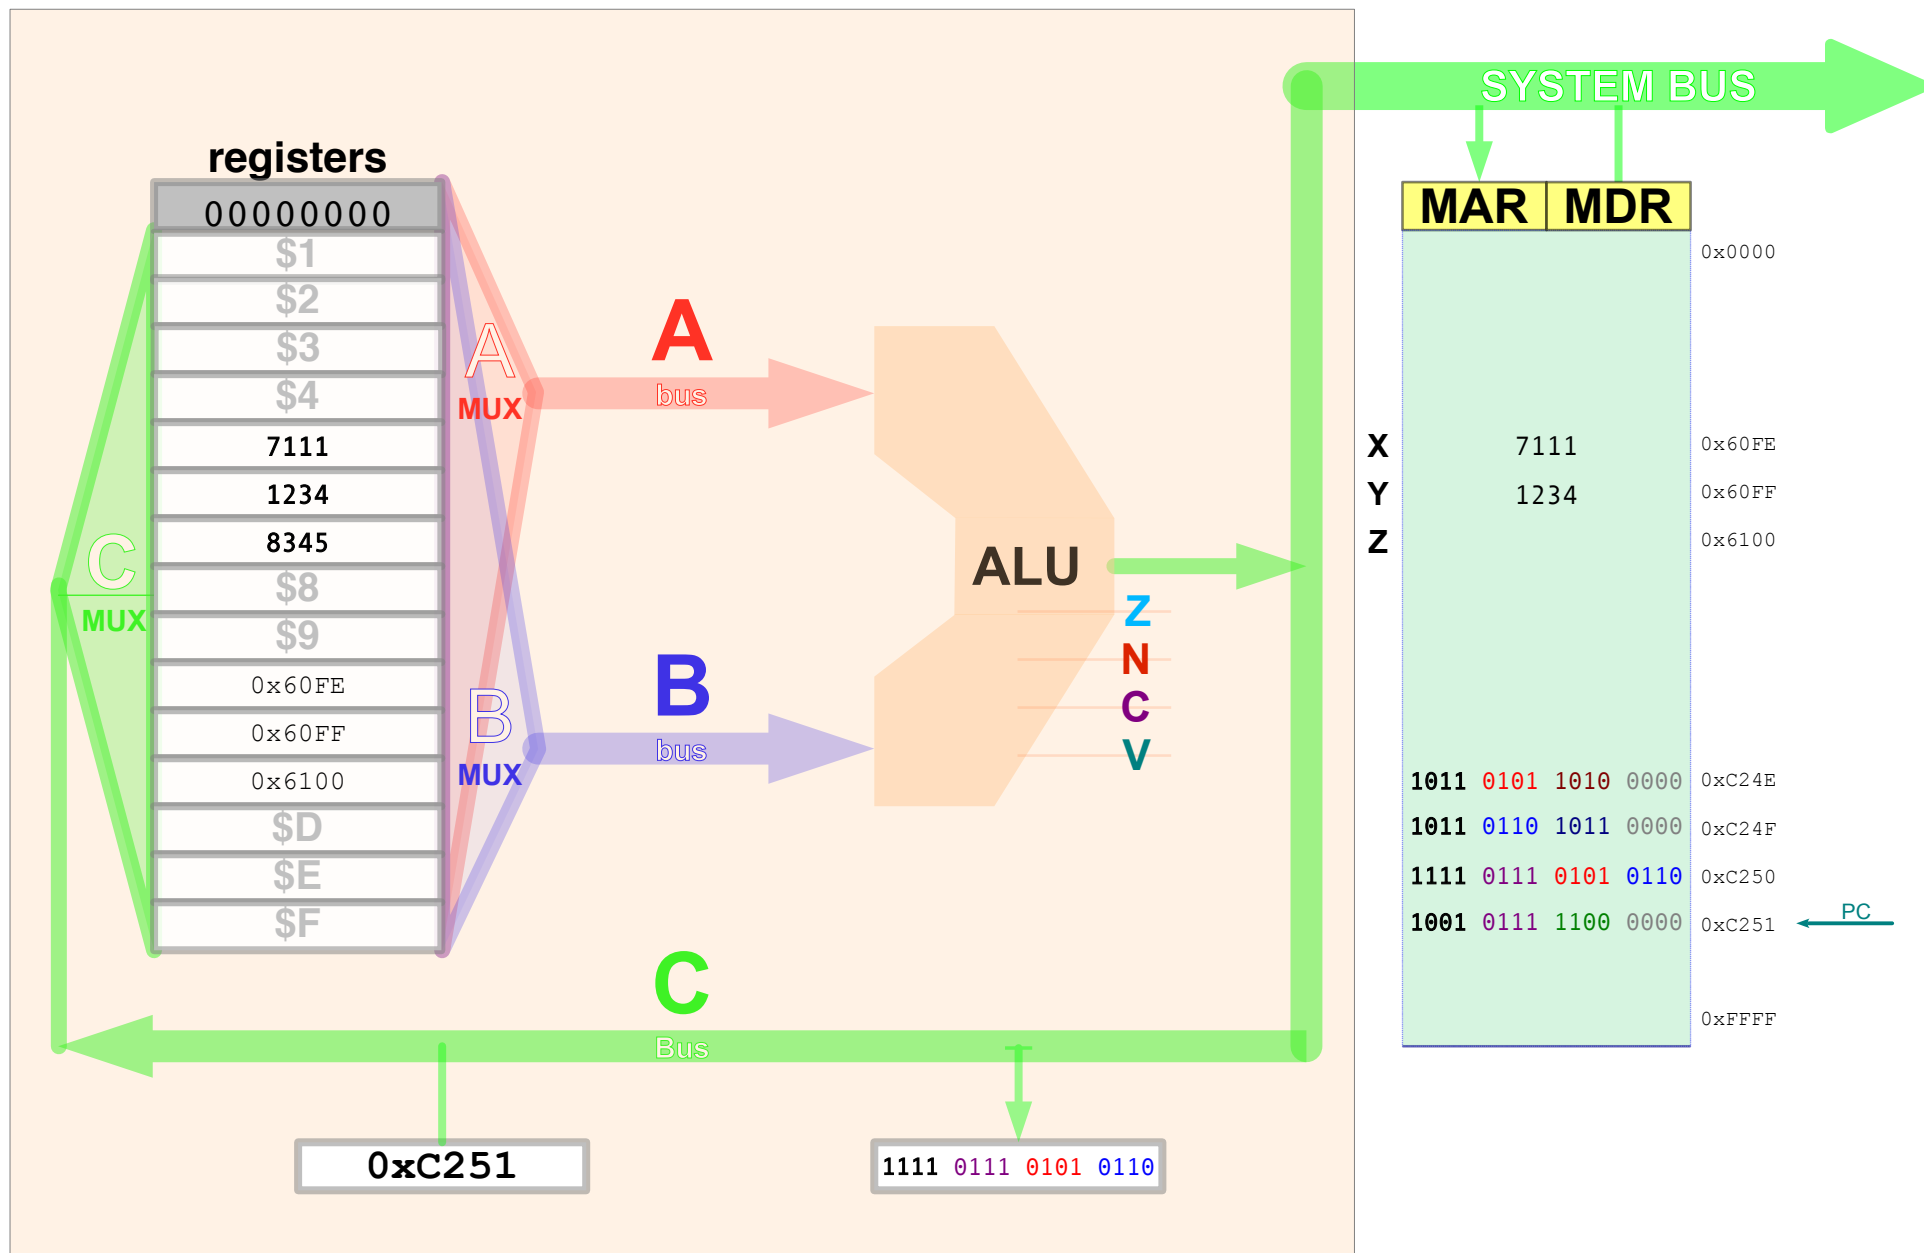 SYSTEM BUS
registers
MAR MDR
00000000
$1
0x0000
$2
$3
A
A
$4
MUX
bus
7111
X 7111 0x60FE
1234
Y 1234 0x60FF
8345
Z 0x6100
C
ALU
$8
MUX
Z
$9
N
0x60FE
B
B
C
0x60FF
bus
V
0x6100
MUX
1011 0101 1010 0000 0xC24E
$D
1011 0110 1011 0000 0xC24F
$E
1111 0111 0101 0110 0xC250
$F
1001 0111 1100 0000 0xC251 PC
C
0xFFFF
Bus
0xC251
1111 0111 0101 0110